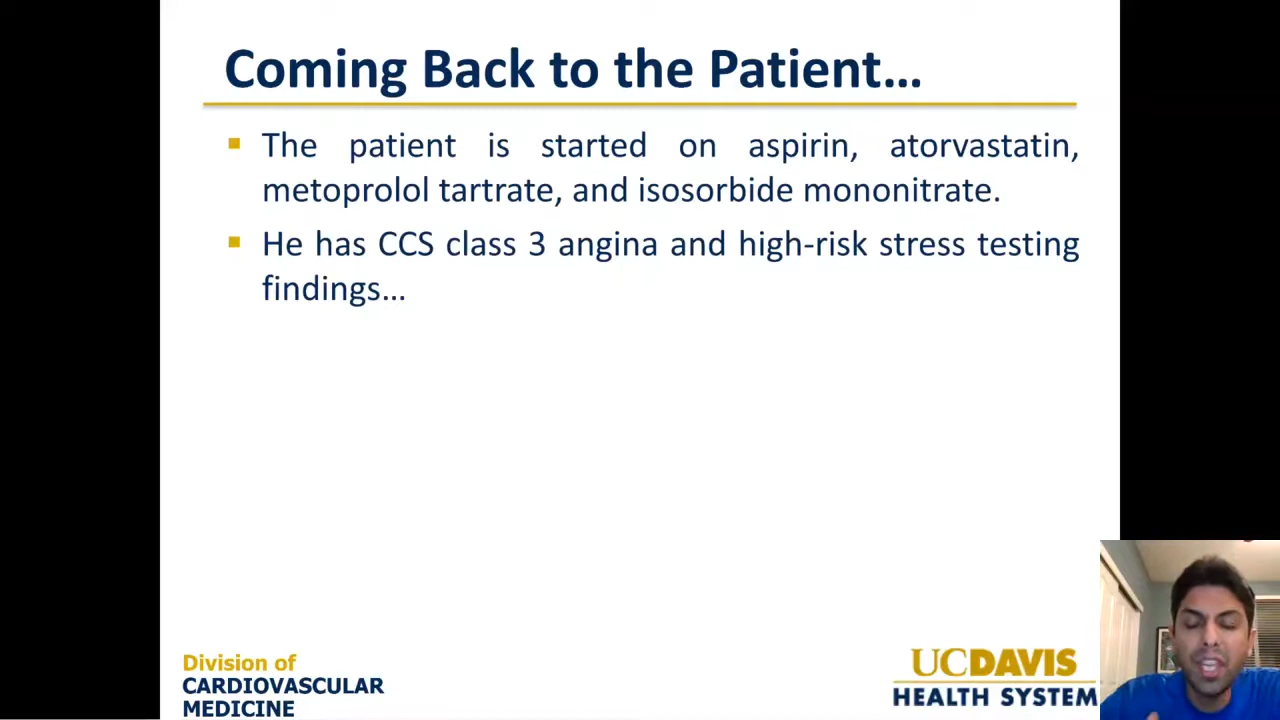 Coming Back to the Patient…
The patient is started on aspirin, atorvastatin,
metoprolol tartrate, and isosorbide mononitrate.
He has CCS class 3 angina and high-risk stress testing
findings…
Division of
CARDIOVASCULAR
MEDICINE
UCDAVIS
HEALTH SYSTEM